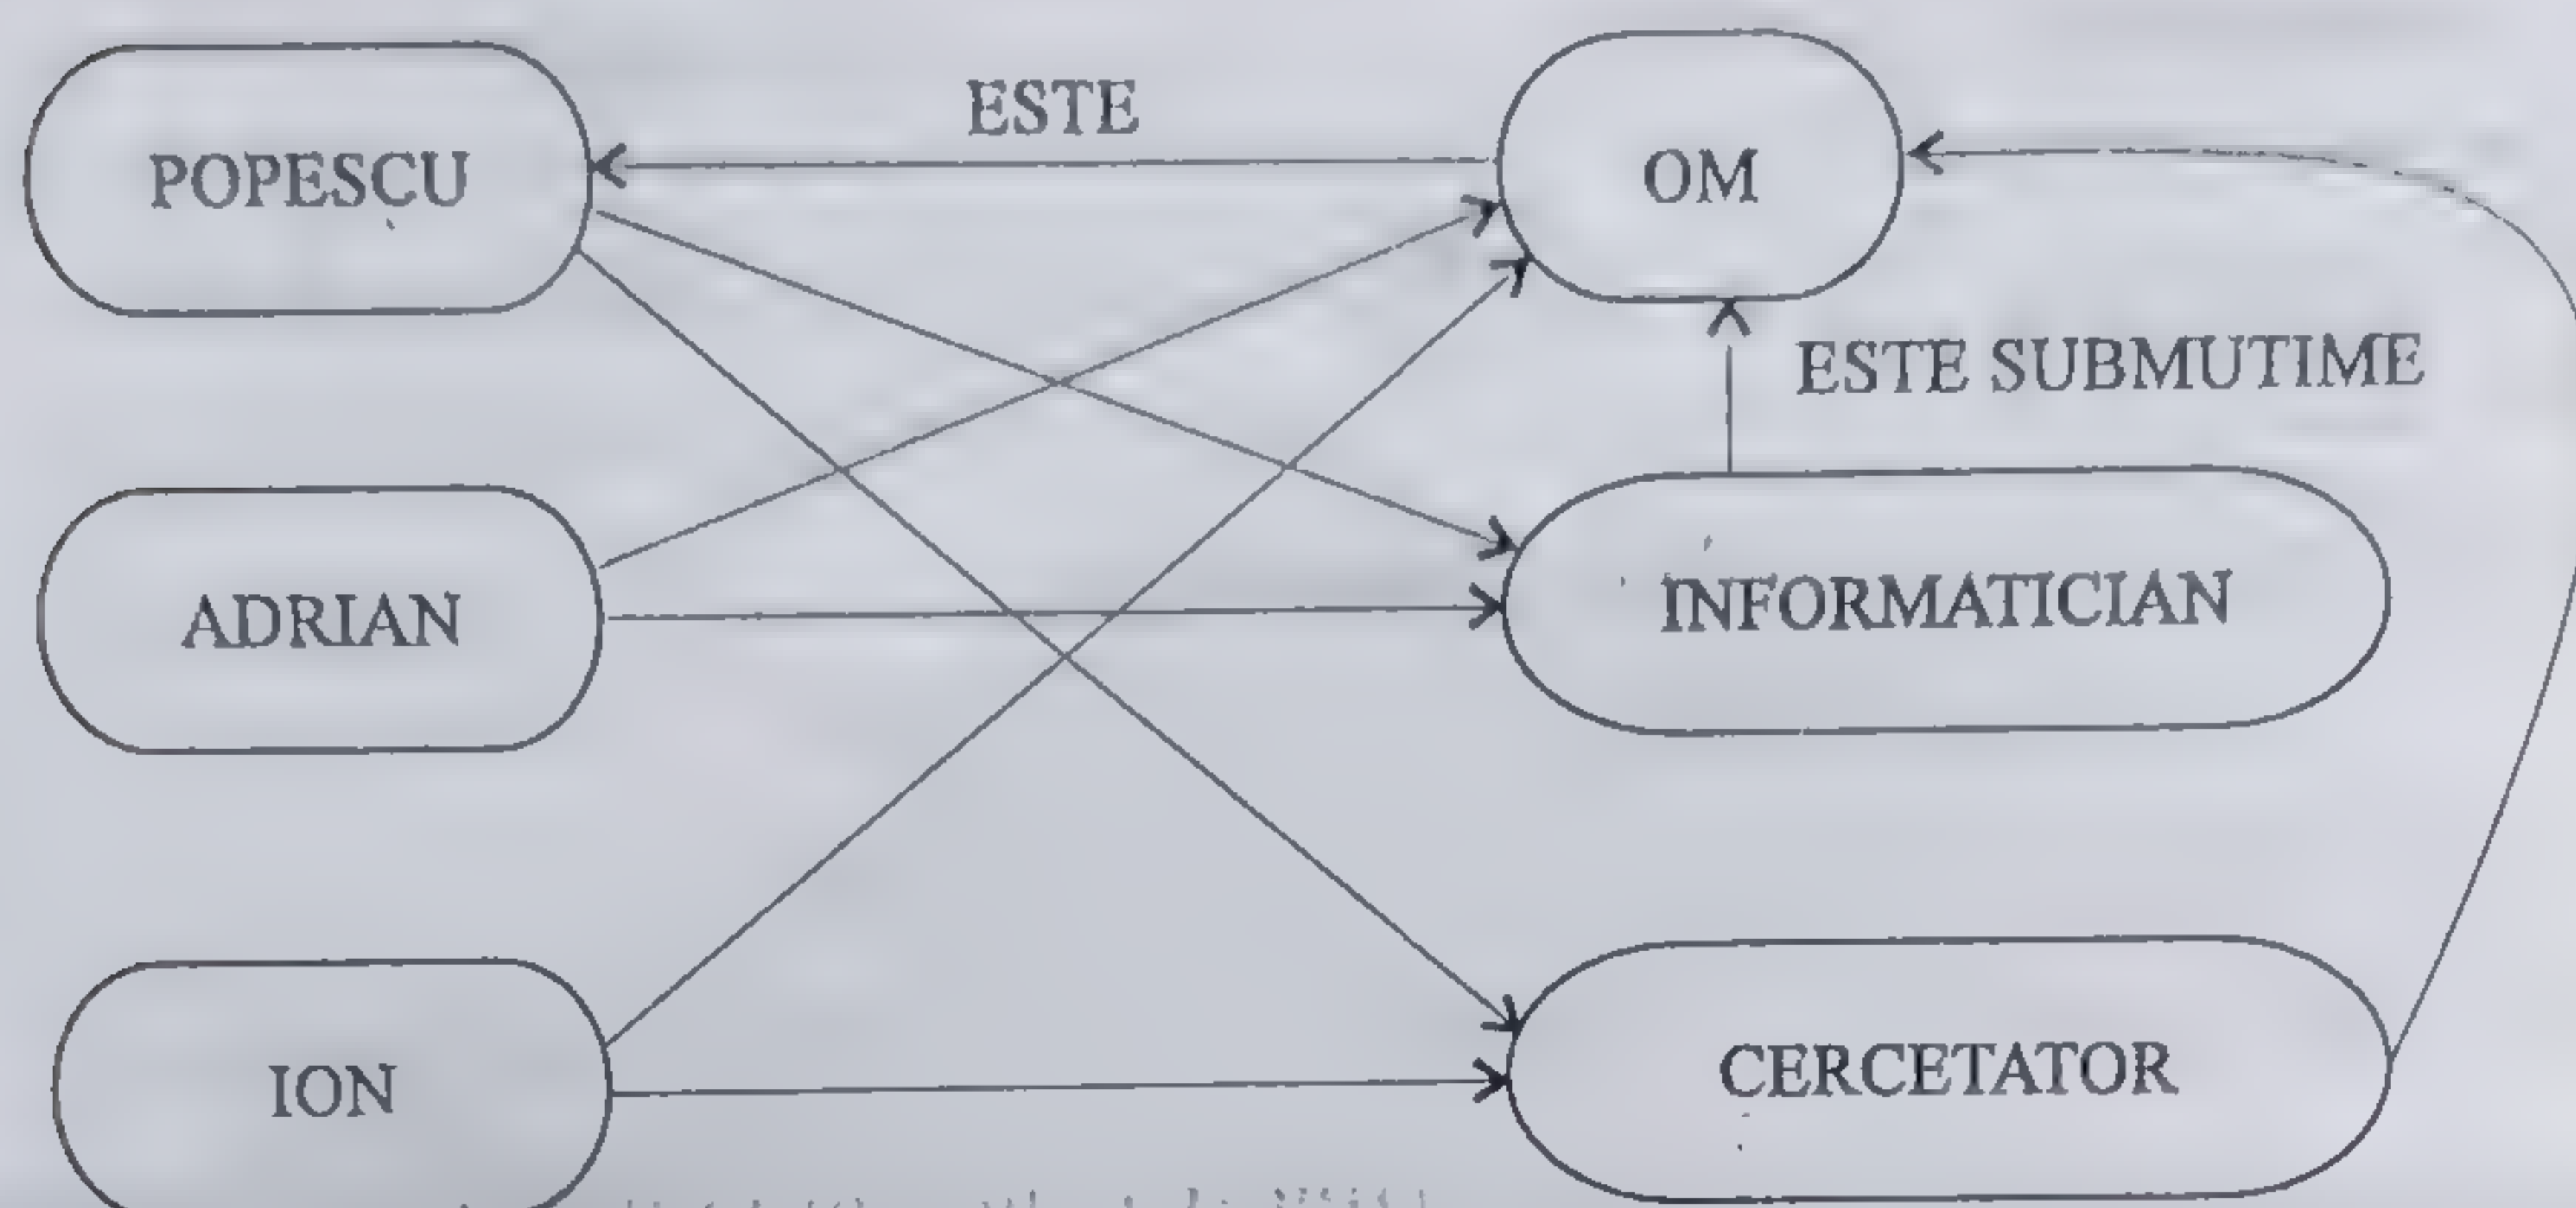 ESTE
POPESCU
OM
ESTE SUBMUTIME
ADRIAN
INFORMATICIAN
ION
CERCETATOR